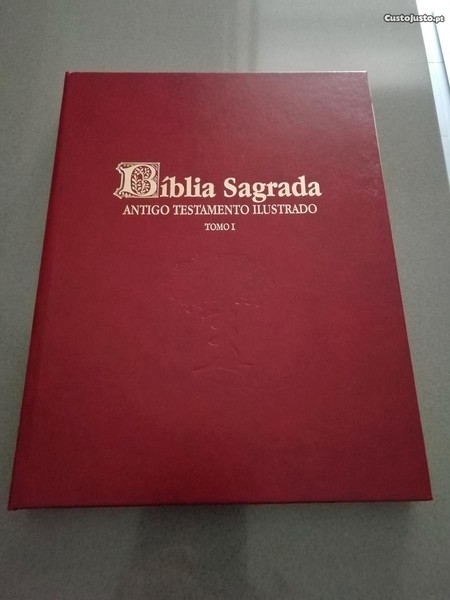 CustoJusto.pt
Bíblia Sagrada
ANTIGO TESTAMENTO ILUSTRADO
TOMO I